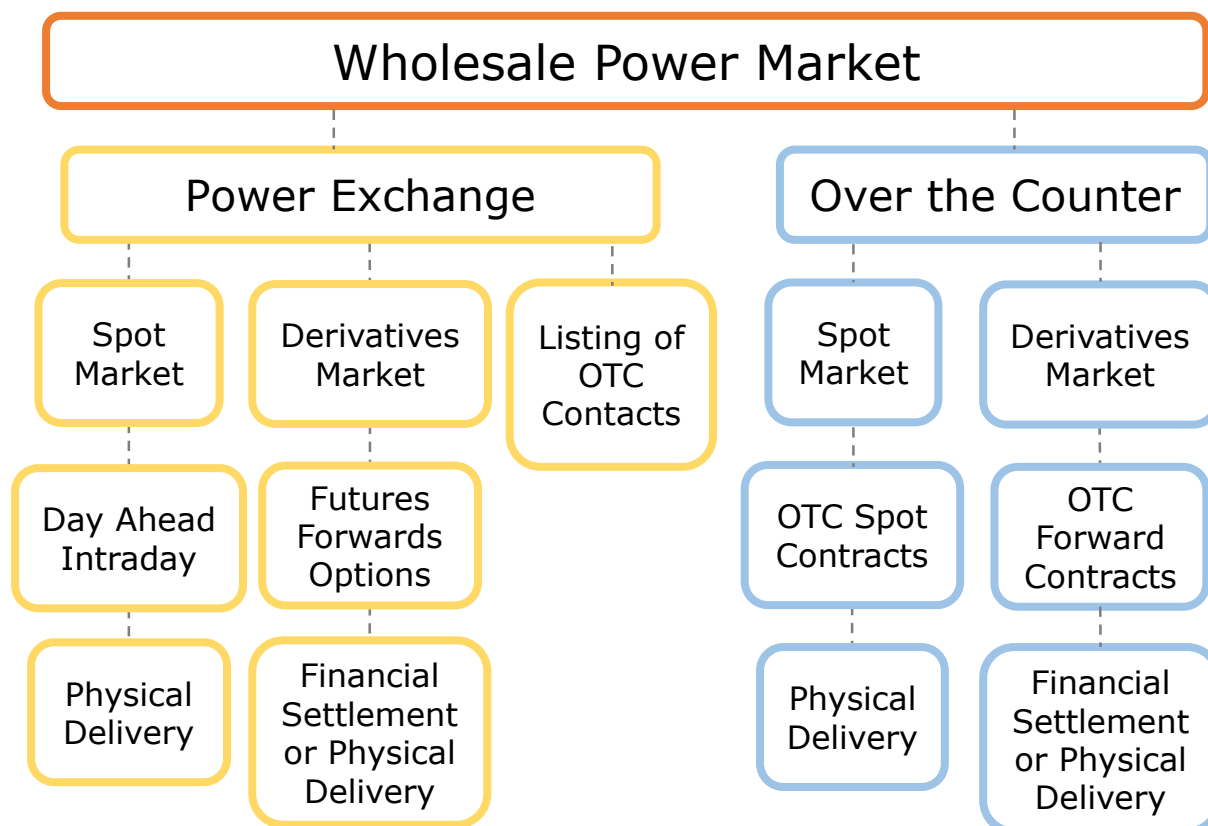 Wholesale Power Market
Power Exchange
Over the Counter
Spot
Market
Derivatives
Market
Listing of
OTC
Contacts
Spot
Market
Derivatives
Market
Day Ahead
Intraday
Futures
Forwards
Options
OTC Spot
Contracts
OTC
Forward
Contracts
Physical
Delivery
Financial
Settlement
or Physical
Delivery
Physical
Delivery
Financial
Settlement
or Physical
Delivery